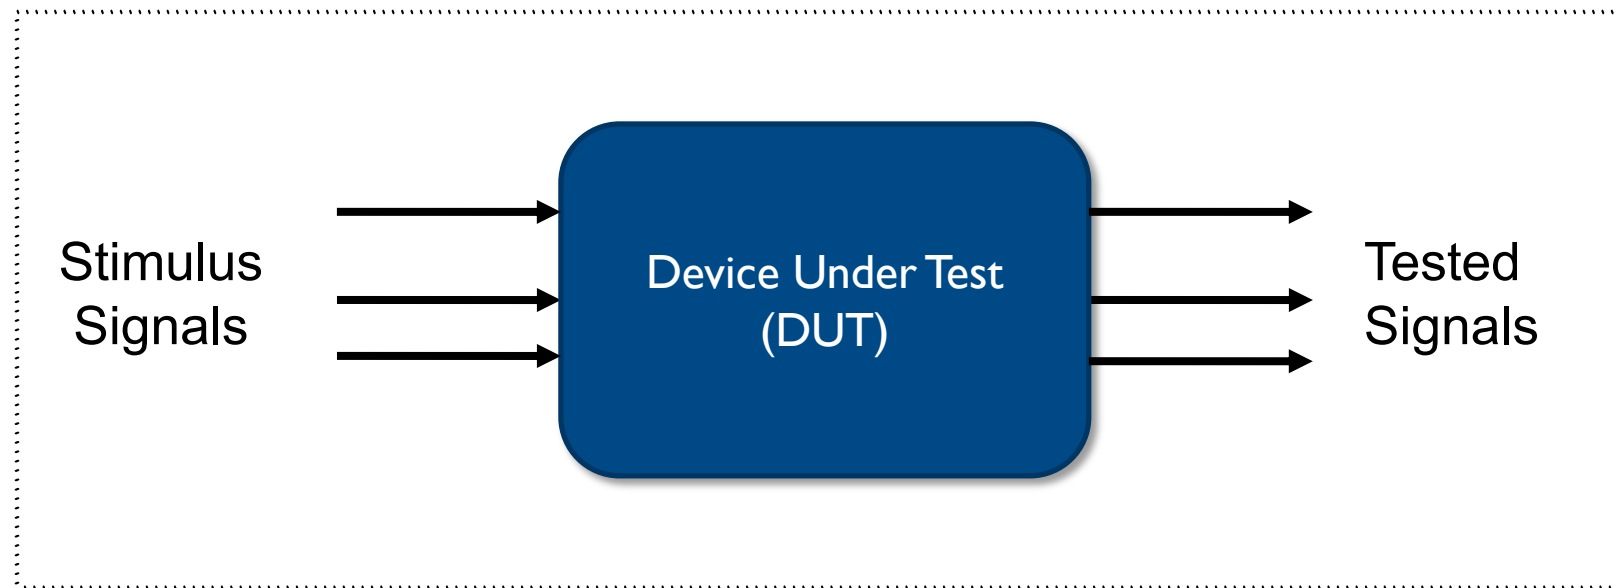 Stimulus
Signals
Device Under Test
(DUT)
Tested
Signals